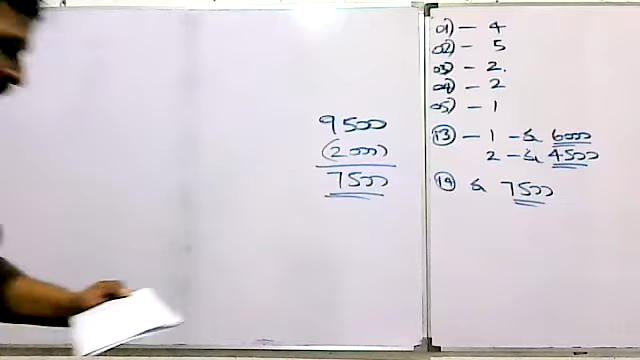 9500
(2000)
7500
01) - 4
02) - 5
03) - 2.
04) - 2
05) - 1
13 - 1 - රු 6000
2 - රු 4500
14 රු 7500